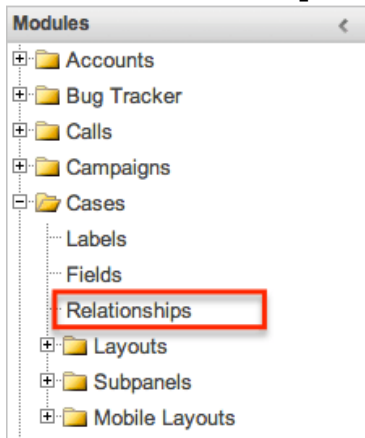 Modules
Accounts
Bug Tracker
Calls
Campaigns
Cases
Labels
Fields
Relationships
Layouts
Subpanels
Mobile Layouts